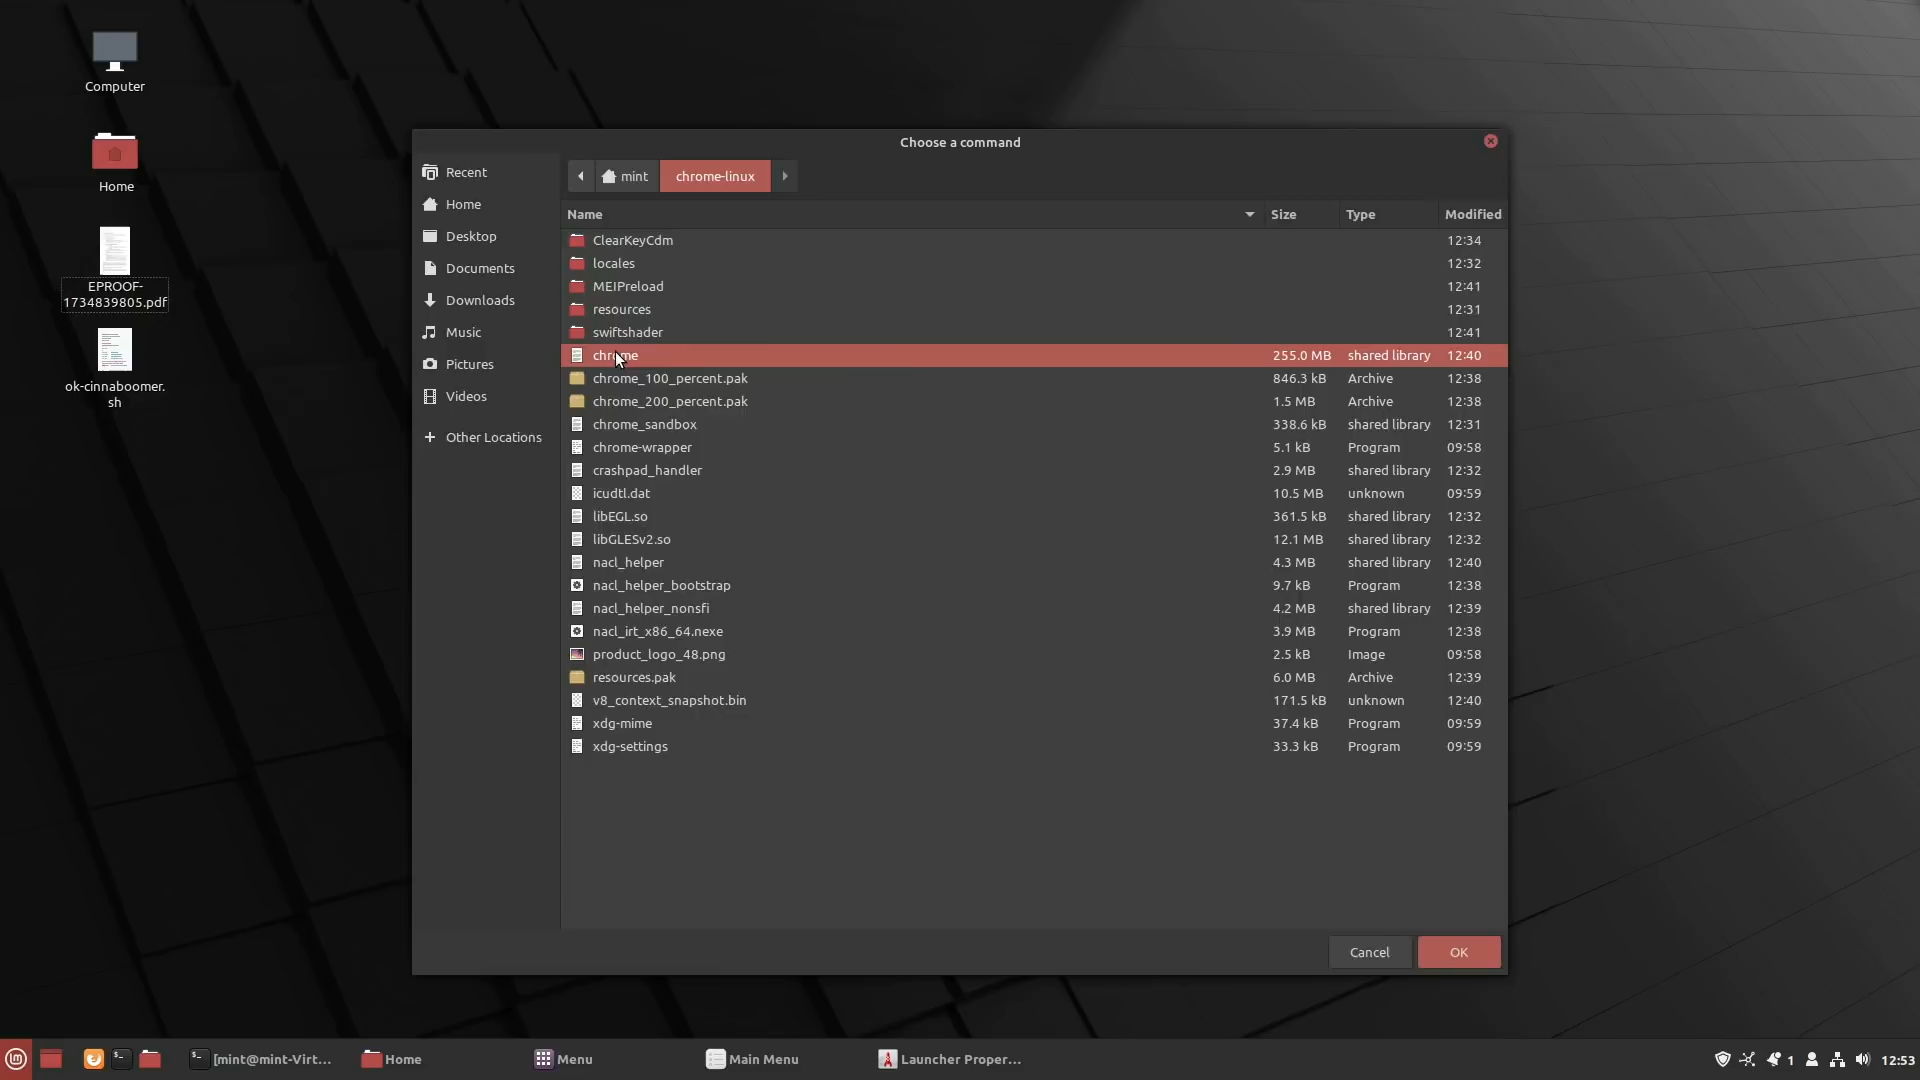 Computer
Home
EPROOF-
1734839805.pdf
ok-cinnaboomer.
sh
Choose a command
Recent
Home
Desktop
Documents
Downloads
Music
Pictures
Videos
Other Locations
mint chrome-linux
Name Size Type Modified
ClearKeyCdm 12:34
locales 12:32
MEIPreload 12:41
resources 12:31
swiftshader 12:41
chrome 255.0 MB shared library 12:40
chrome_100_percent.pak 846.3 kB Archive 12:38
chrome_200_percent.pak 1.5 MB Archive 12:38
chrome_sandbox 338.6 kB shared library 12:31
chrome-wrapper 5.1 kB Program 09:58
crashpad_handler 2.9 MB shared library 12:32
icudtl.dat 10.5 MB unknown 09:59
libEGL.so 361.5 kB shared library 12:32
libGLESv2.so 12.1 MB shared library 12:32
nacl_helper 4.3 MB shared library 12:40
nacl_helper_bootstrap 9.7 kB Program 12:38
nacl_helper_nonsfi 4.2 MB shared library 12:39
nacl_irt_x86_64.nexe 3.9 MB Program 12:38
product_logo_48.png 2.5 kB Image 09:58
resources.pak 6.0 MB Archive 12:39
v8_context_snapshot.bin 171.5 kB unknown 12:40
xdg-mime 37.4 kB Program 09:59
xdg-settings 33.3 kB Program 09:59
Cancel OK
[mint@mint-Virt... Home Menu Main Menu Launcher Proper... 1 12:53